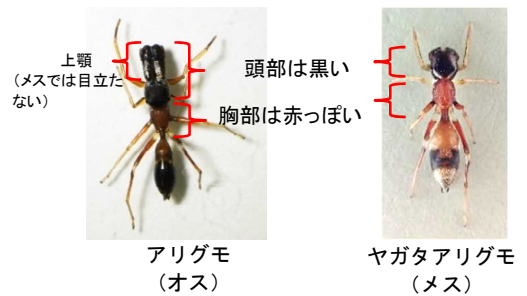 上顎
（メスでは目立た
ない）
頭部は黒い
胸部は赤っぽい
アリグモ
（オス）
ヤガタアリグモ
（メス）